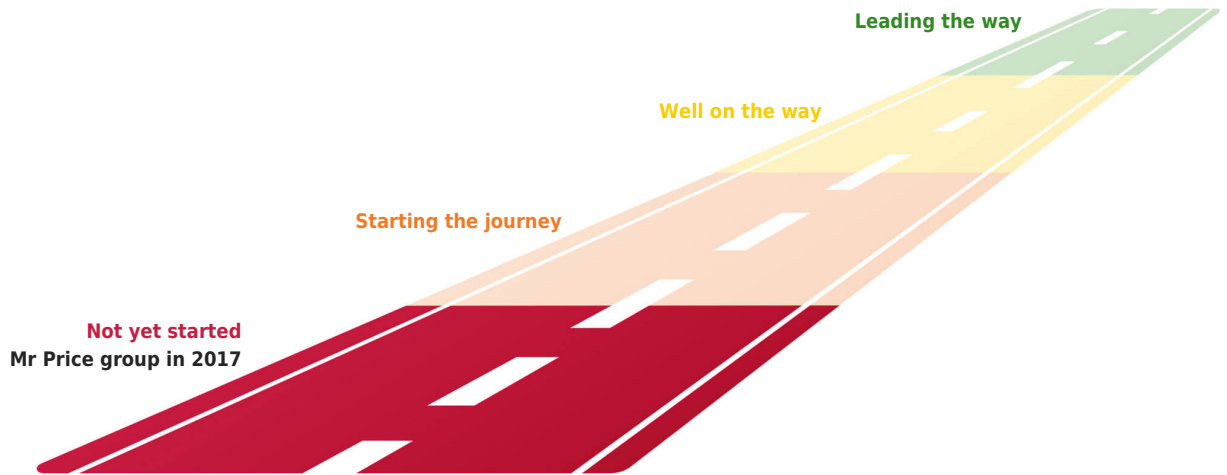 Leading the way
Well on the way
Starting the journey
Not yet started
Mr Price group in 2017